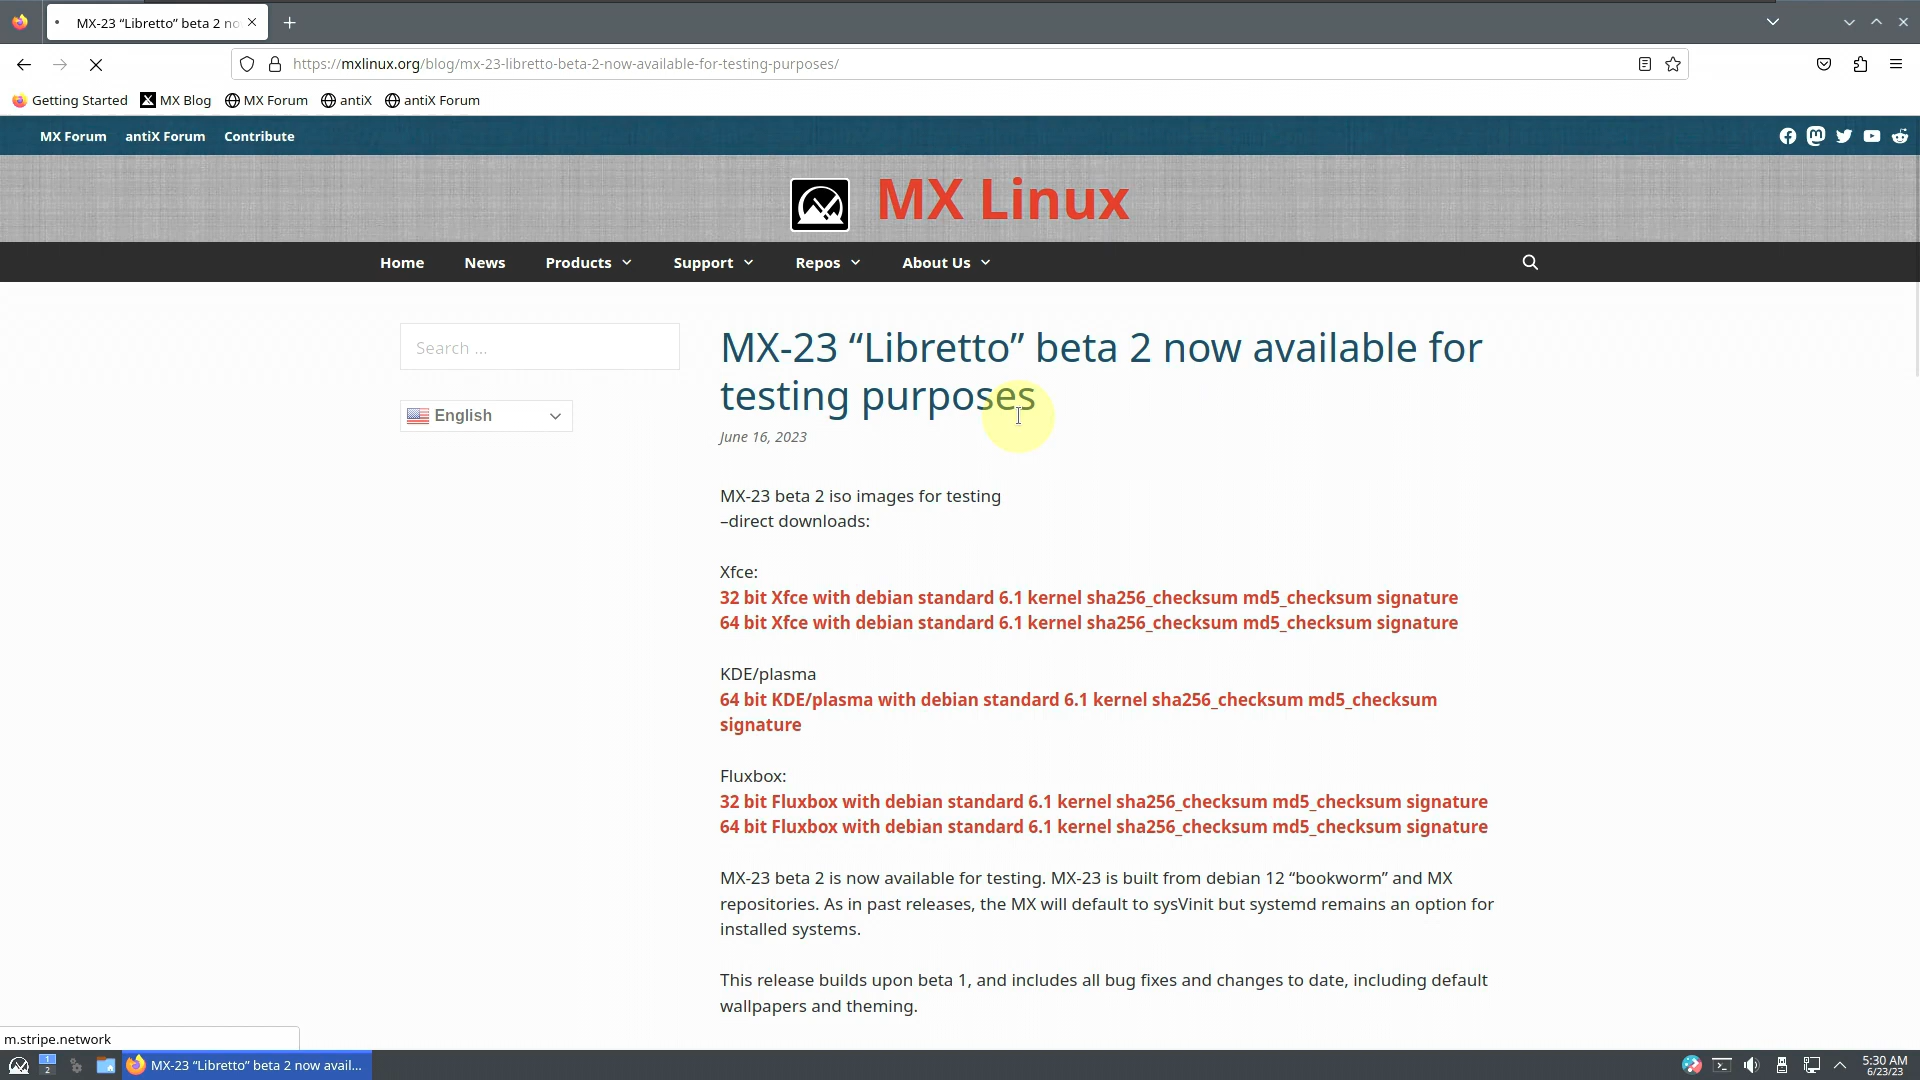 MX-23 “Libretto” beta 2 no
https://mxlinux.org/blog/mx-23-libretto-beta-2-now-available-for-testing-purposes/
Getting Started MX Blog MX Forum antiX antiX Forum
MX Forum antiX Forum Contribute
MX Linux
Home News Products Support Repos About Us
Search ...
English
MX-23 “Libretto” beta 2 now available for
testing purposes
June 16, 2023
MX-23 beta 2 iso images for testing
–direct downloads:
Xfce:
32 bit Xfce with debian standard 6.1 kernel sha256_checksum md5_checksum signature
64 bit Xfce with debian standard 6.1 kernel sha256_checksum md5_checksum signature
KDE/plasma
64 bit KDE/plasma with debian standard 6.1 kernel sha256_checksum md5_checksum
signature
Fluxbox:
32 bit Fluxbox with debian standard 6.1 kernel sha256_checksum md5_checksum signature
64 bit Fluxbox with debian standard 6.1 kernel sha256_checksum md5_checksum signature
MX-23 beta 2 is now available for testing. MX-23 is built from debian 12 “bookworm” and MX
repositories. As in past releases, the MX will default to sysVinit but systemd remains an option for
installed systems.
This release builds upon beta 1, and includes all bug fixes and changes to date, including default
wallpapers and theming.
m.stripe.network
1
2
MX-23 “Libretto” beta 2 now avail...
5:30 AM
6/23/23